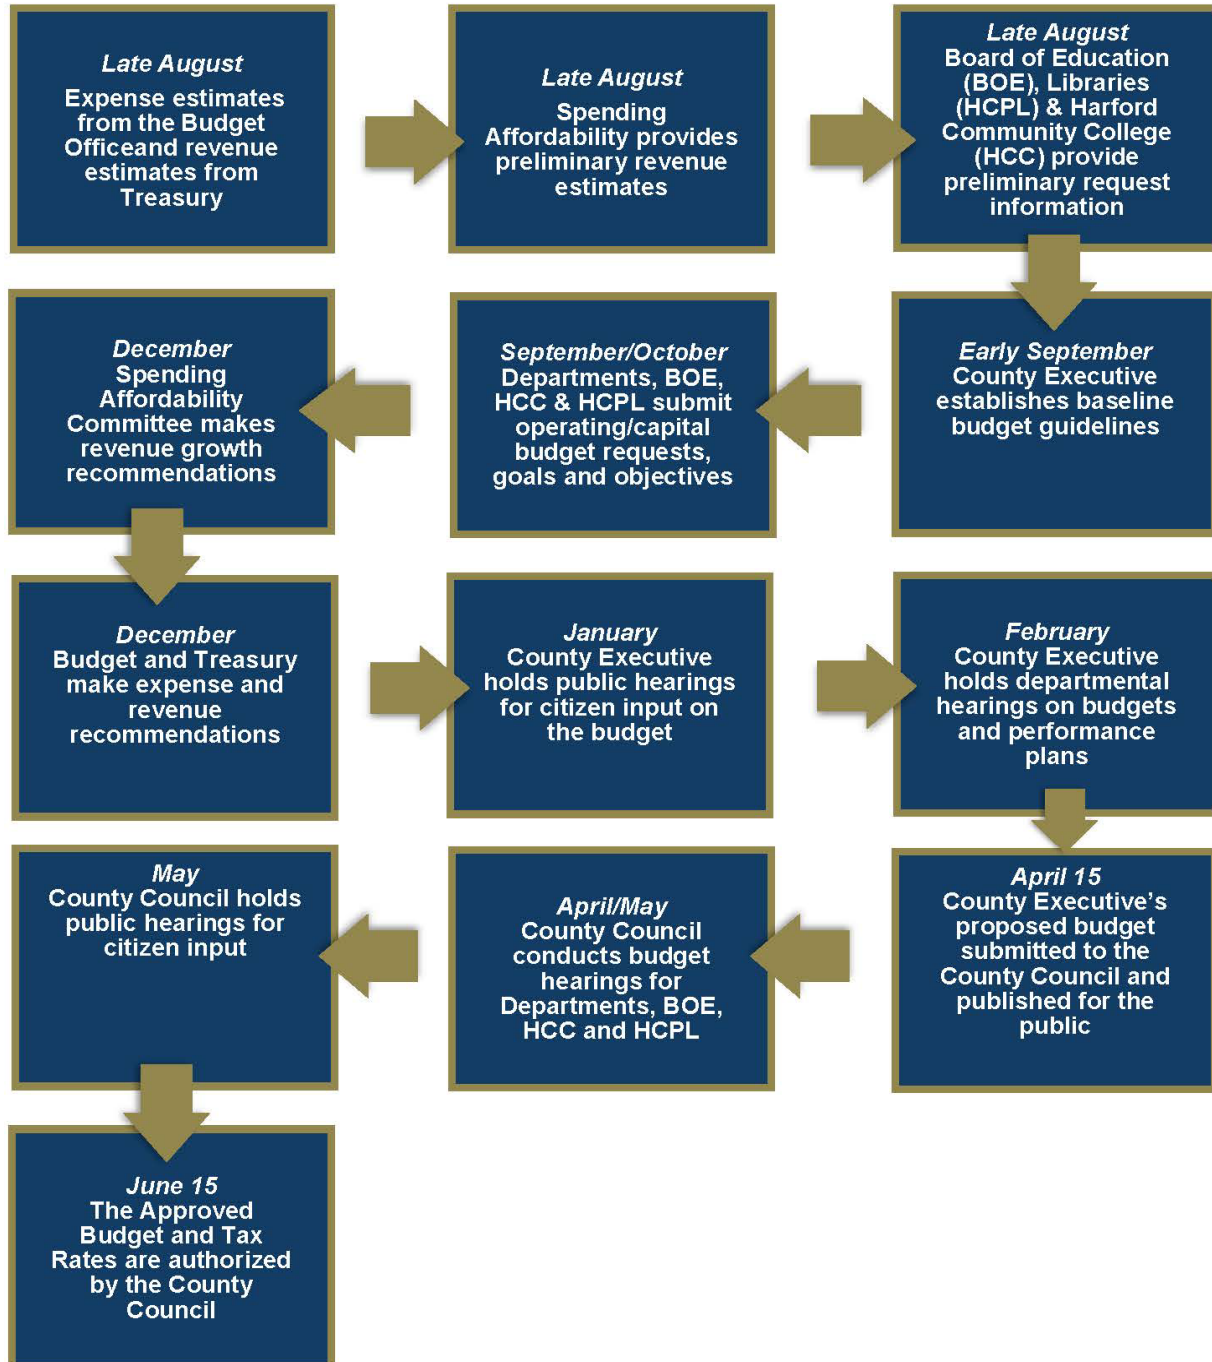 Late August
Expense estimates
from the Budget
Officeand revenue
estimates from
Treasury
Late August
Spending
Affordability provides
preliminary revenue
estimates
Late August
Board of Education
(BOE), Libraries
(HCPL) & Harford
Community College
(HCC) provide
preliminary request
information
Early September
County Executive
establishes baseline
budget guidelines
September/October
Departments, BOE,
HCC & HCPL submit
operating/capital
budget requests,
goals and objectives
December
Spending
Affordability
Committee makes
revenue growth
recommendations
December
Budget and Treasury
make expense and
revenue
recommendations
January
County Executive
holds public hearings
for citizen input on
the budget
February
County Executive
holds departmental
hearings on budgets
and performance
plans
April 15
County Executive’s
proposed budget
submitted to the
County Council and
published for the
public
April/May
County Council
conducts budget
hearings for
Departments, BOE,
HCC and HCPL
May
County Council holds
public hearings for
citizen input
June 15
The Approved
Budget and Tax
Rates are authorized
by the County
Council